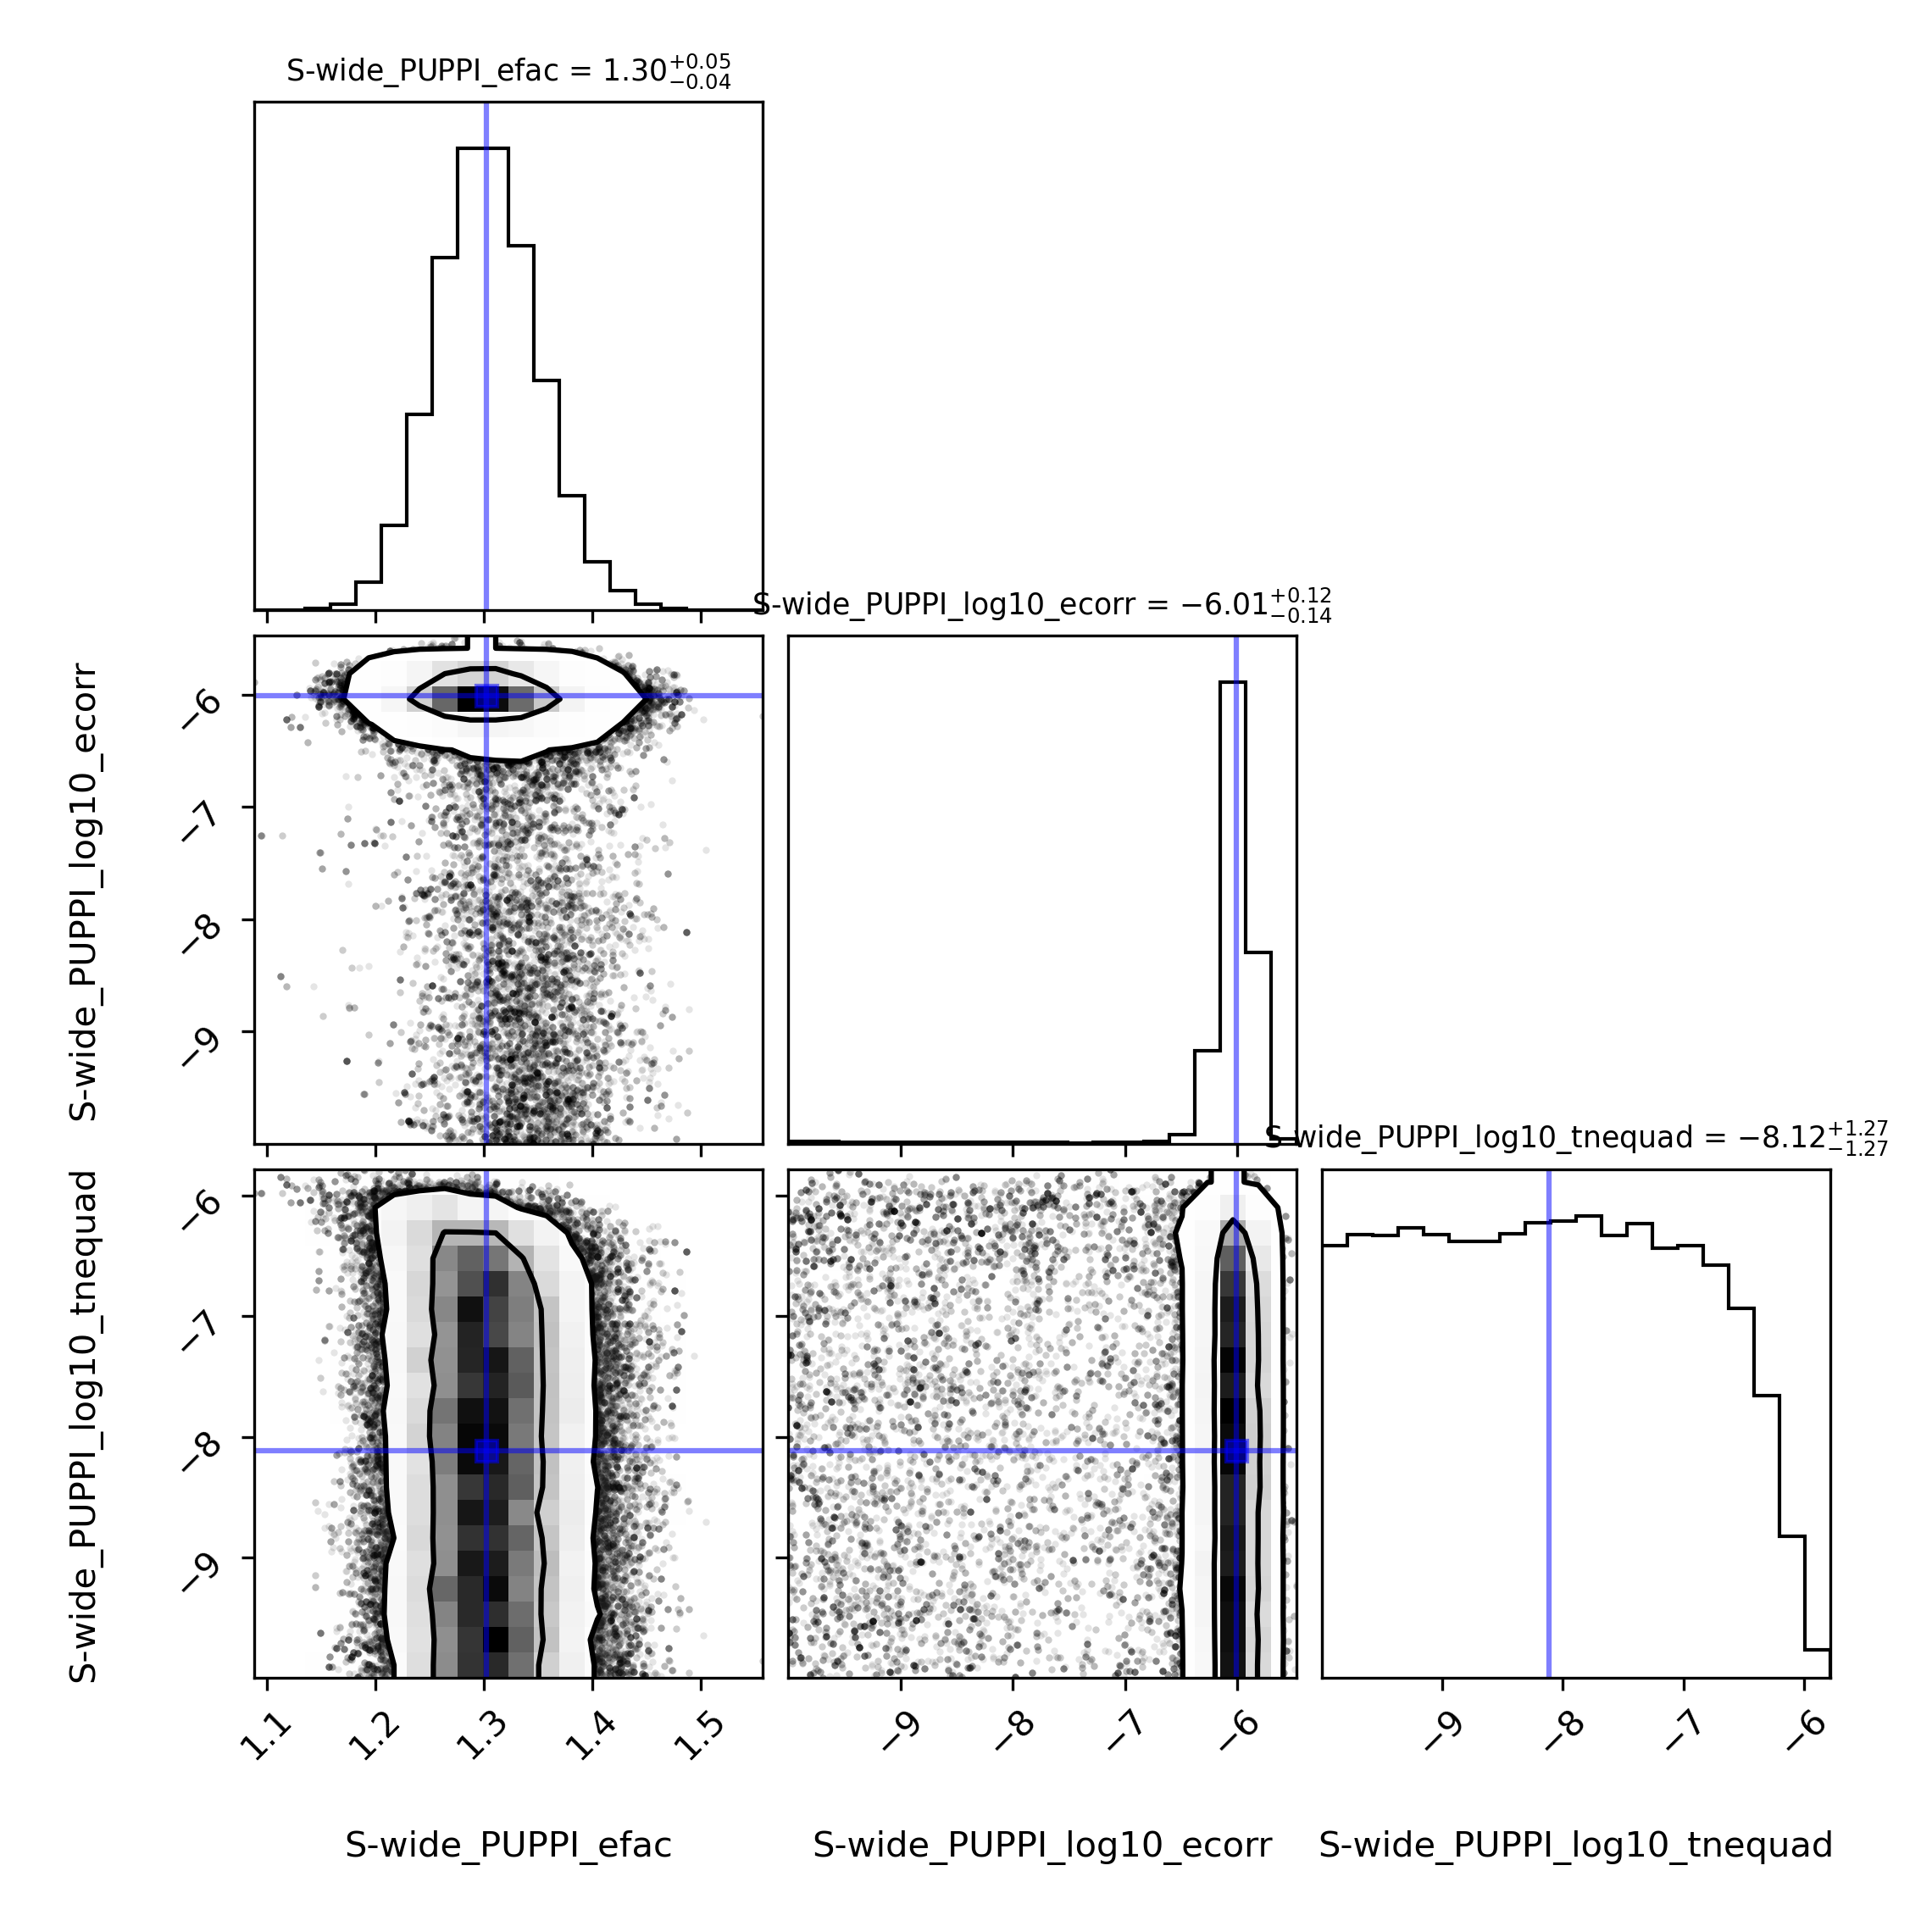 S-wide_PUPPI_efac = 1.30 +0.05 −0.04
S-wide_PUPPI_log10_ecorr = −6.01 +0.12 −0.14
S-wide_PUPPI_log10_ecorr
−6
−7
−8
−9
S-wide_PUPPI_log10_tnequad = −8.12 +1.27 −1.27
S-wide_PUPPI_log10_tnequad
−6
−7
−8
−9
1.1 1.2 1.3 1.4 1.5
−9 −8 −7 −6
−9 −8 −7 −6
S-wide_PUPPI_efac
S-wide_PUPPI_log10_ecorr
S-wide_PUPPI_log10_tnequad